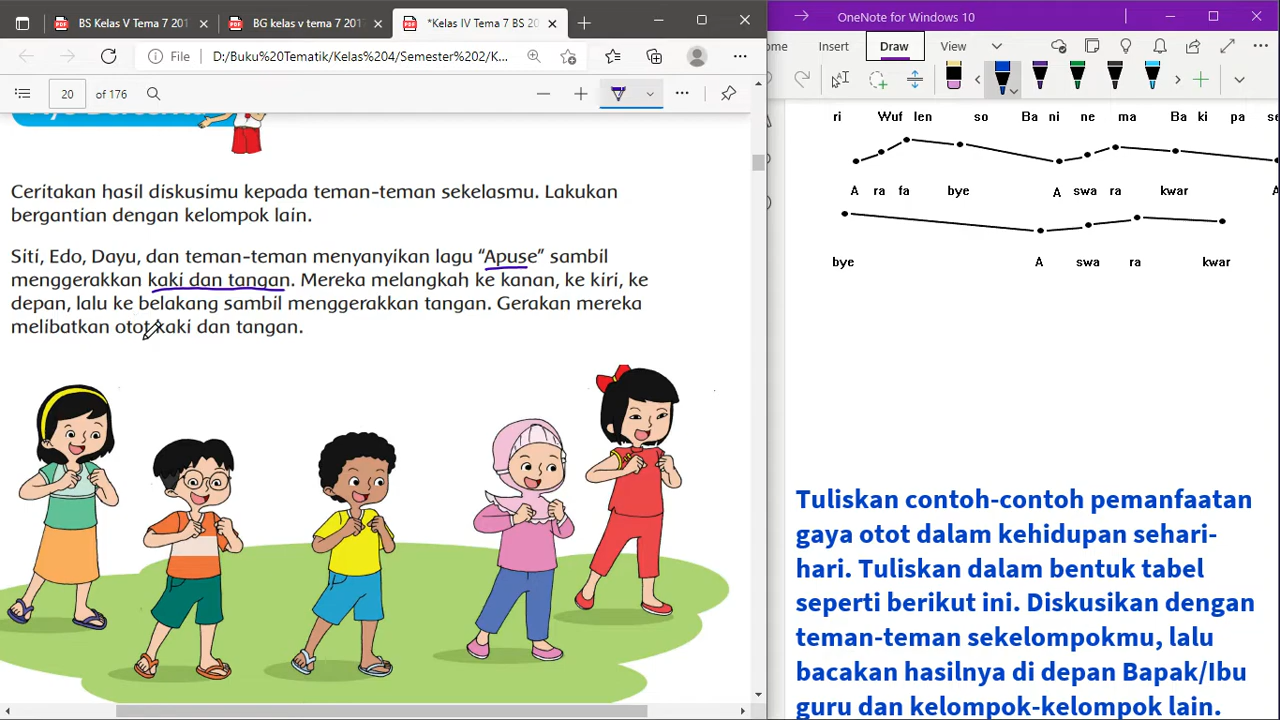 BS Kelas V Tema 7 201
BG kelas v tema 7 201
*Kelas IV Tema 7 BS 20
File D:/Buku%20Tematik/Kelas%204/Semester%202/K...
20 of 176
Ceritakan hasil diskusimu kepada teman-teman sekelasmu. Lakukan
bergantian dengan kelompok lain.
Siti, Edo, Dayu, dan teman-teman menyanyikan lagu “Apuse” sambil
menggerakkan kaki dan tangan. Mereka melangkah ke kanan, ke kiri, ke
depan, lalu ke belakang sambil menggerakkan tangan. Gerakan mereka
melibatkan otot kaki dan tangan.
OneNote for Windows 10
ome Insert Draw View
ri Wuf len so Ba ni ne ma Ba ki pa se
A ra fa bye A swa ra kwar A
bye A swa ra kwar
Tuliskan contoh-contoh pemanfaatan
gaya otot dalam kehidupan sehari-
hari. Tuliskan dalam bentuk tabel
seperti berikut ini. Diskusikan dengan
teman-teman sekelompokmu, lalu
bacakan hasilnya di depan Bapak/Ibu
guru dan kelompok-kelompok lain.